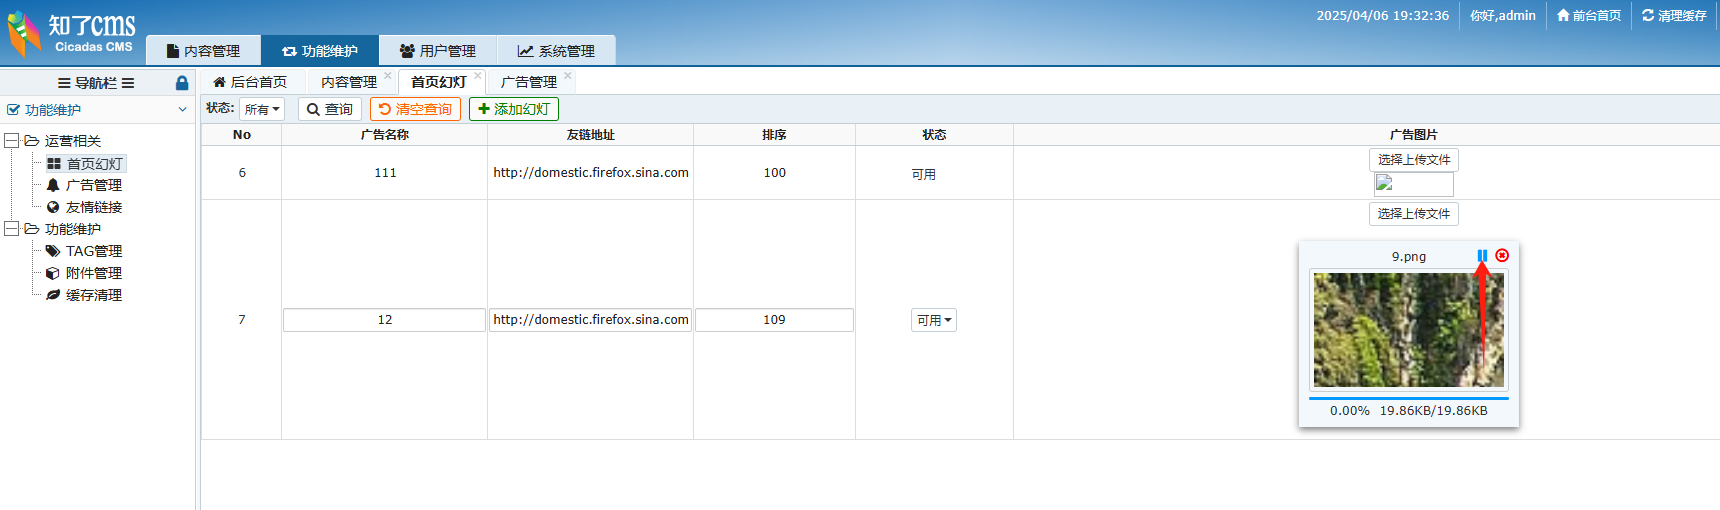 知了cms
Cicadas CMS
2025/04/06 19:32:36 你好,admin 前台首页 清理缓存
内容管理 功能维护 用户管理 系统管理
导航栏
后台首页 内容管理 首页幻灯 广告管理
功能维护
状态: 所有 查询 清空查询 添加幻灯
运营相关
首页幻灯
广告管理
友情链接
功能维护
TAG管理
附件管理
缓存清理
No 广告名称 友链地址 排序 状态 广告图片
6 111 http://domestic.firefox.sina.com 100 可用 选择上传文件
7 12 http://domestic.firefox.sina.com 109 可用 选择上传文件
9.png
0.00% 19.86KB/19.86KB